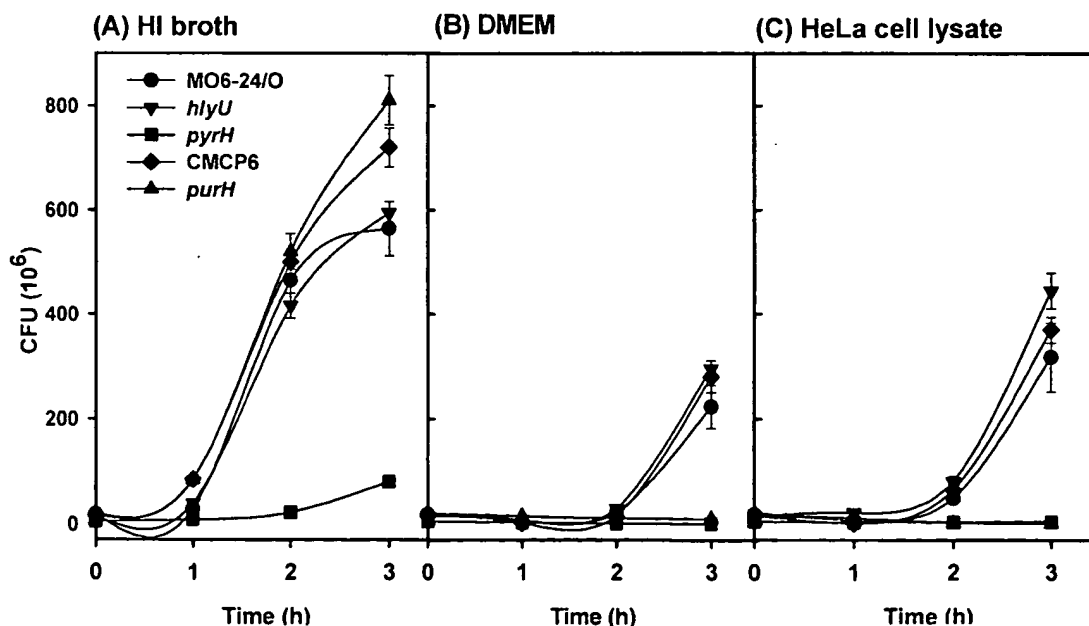 (A) HI broth
(B) DMEM
(C) HeLa cell lysate
MO6-24/O
hlyU
pyrH
CMCP6
purH
CFU (10⁶)
800
600
400
200
0
0 1 2 3
0 1 2 3
0 1 2 3
Time (h)
Time (h)
Time (h)